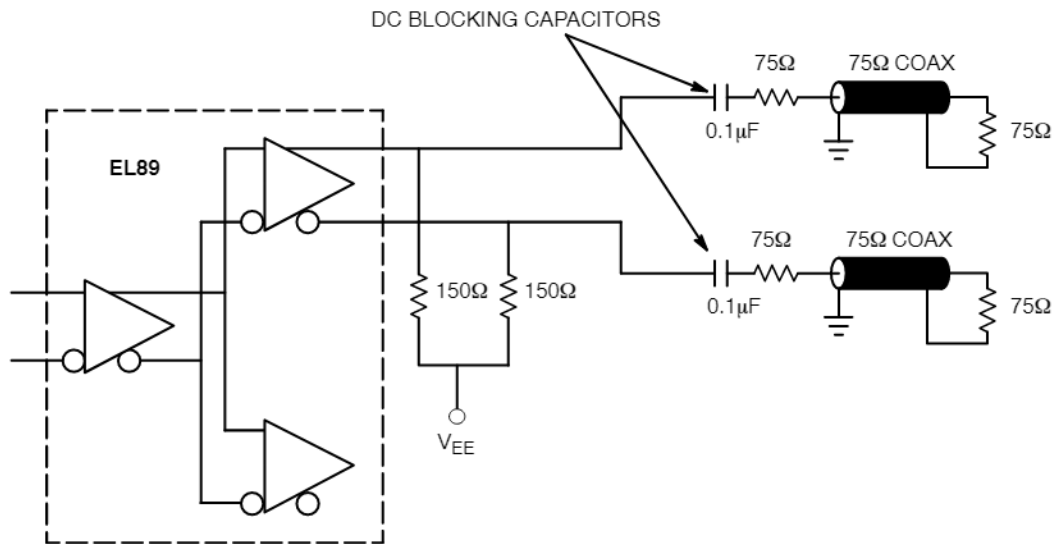 DC BLOCKING CAPACITORS
75Ω
75Ω COAX
0.1µF
75Ω
EL89
75Ω
75Ω COAX
150Ω
150Ω
0.1µF
75Ω
VEE